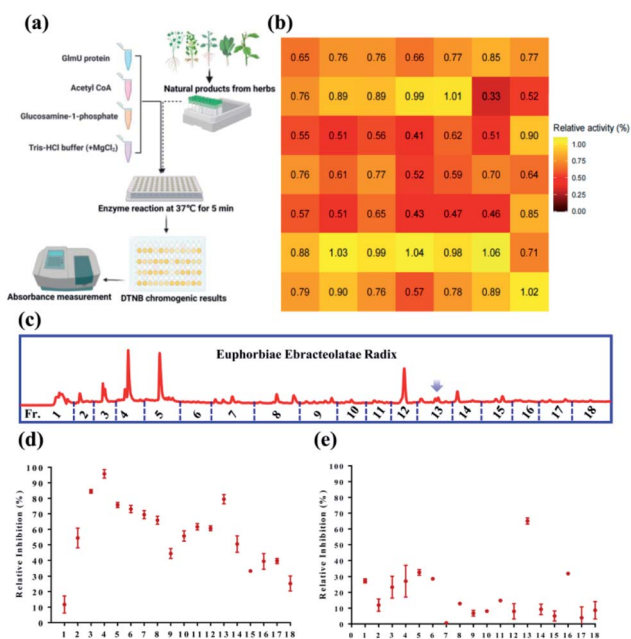 (a)
GlmU protein
Acetyl CoA
Glucosamine-1-phosphate
Tris-HCl buffer (+MgCl₂)
Natural products from herbs
Enzyme reaction at 37℃ for 5 min
Absorbance measurement
DTNB chromogenic results
(b)
0.65 0.76 0.76 0.66 0.77 0.85 0.77
0.76 0.89 0.89 0.99 1.01 0.33 0.52
0.55 0.51 0.56 0.41 0.62 0.51 0.90
0.76 0.61 0.77 0.52 0.59 0.70 0.64
0.57 0.51 0.65 0.43 0.47 0.46 0.85
0.88 1.03 0.99 1.04 0.98 1.06 0.71
0.79 0.90 0.76 0.57 0.78 0.89 1.02
Relative activity (%)
1.00
0.75
0.50
0.25
0.00
(c)
Euphorbiae Ebracteolatae Radix
Fr. 1 2 3 4 5 6 7 8 9 10 11 12 13 14 15 16 17 18
(d)
Relative Inhibition (%)
100
90
80
70
60
50
40
30
20
10
0
1 2 3 4 5 6 7 8 9 10 11 12 13 14 15 16 17 18
(e)
Relative Inhibition (%)
100
90
80
70
60
50
40
30
20
10
0
0 1 2 3 4 5 6 7 8 9 10 11 12 13 14 15 16 17 18